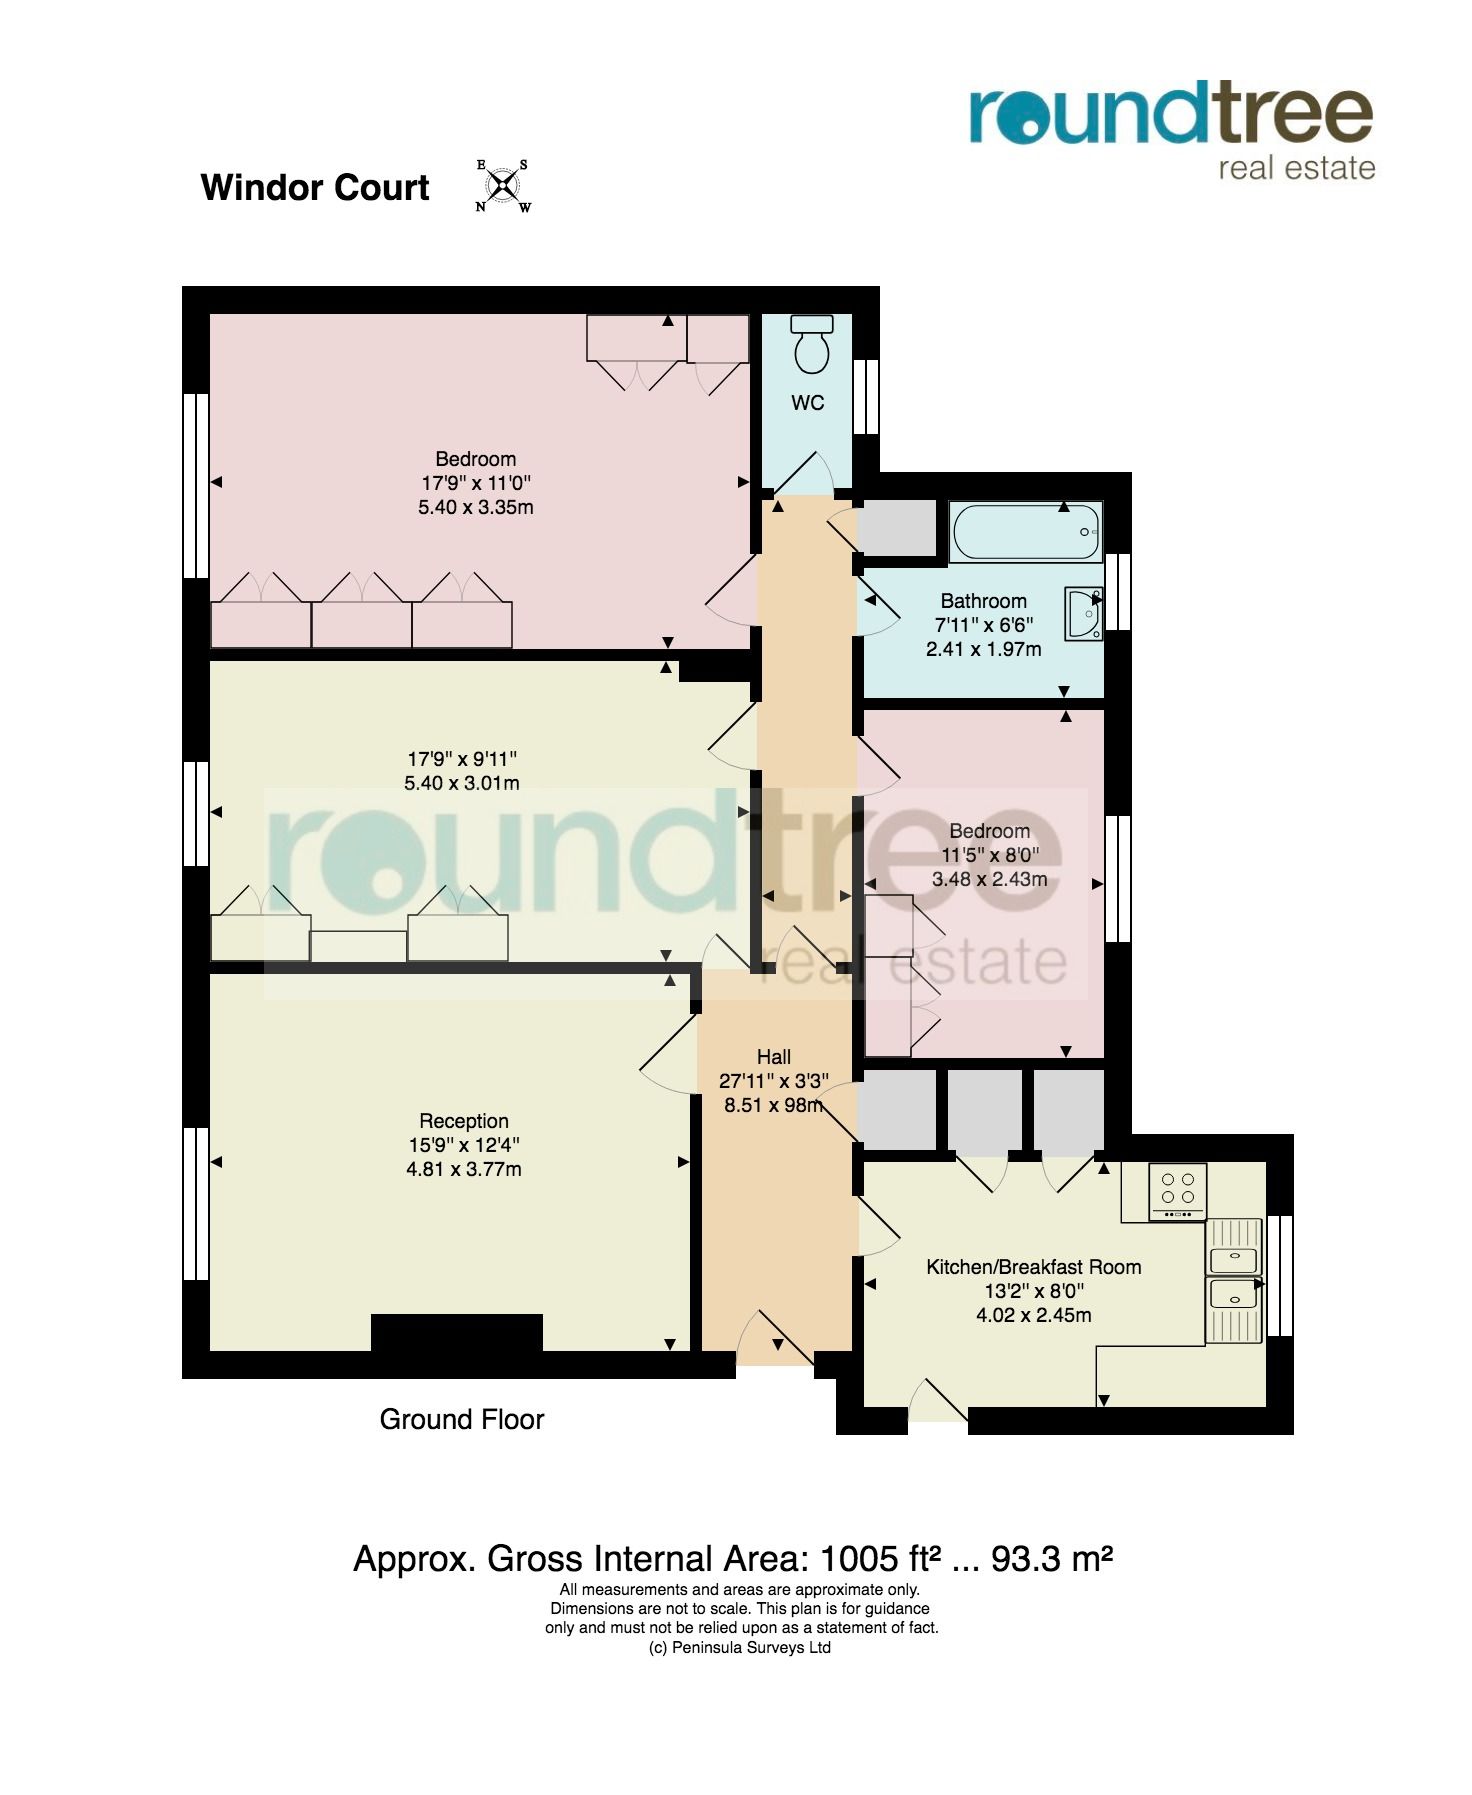 roundtree
real estate
Windor Court
E S
N W
WC
Bedroom
17'9" x 11'0"
5.40 x 3.35m
Bathroom
7'11" x 6'6"
2.41 x 1.97m
17'9" x 9'11"
5.40 x 3.01m
roundtree
real estate
Bedroom
11'5" x 8'0"
3.48 x 2.43m
Hall
27'11" x 3'3"
8.51 x 98m
Reception
15'9" x 12'4"
4.81 x 3.77m
Kitchen/Breakfast Room
13'2" x 8'0"
4.02 x 2.45m
Ground Floor
Approx. Gross Internal Area: 1005 ft² ... 93.3 m²
All measurements and areas are approximate only.
Dimensions are not to scale. This plan is for guidance
only and must not be relied upon as a statement of fact.
(c) Peninsula Surveys Ltd